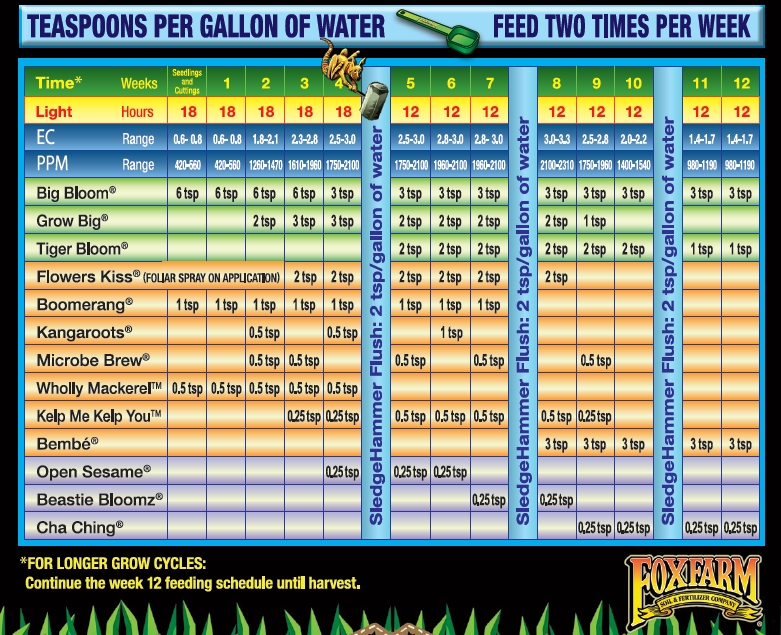 TEASPOONS PER GALLON OF WATER FEED TWO TIMES PER WEEK
Time* Weeks Seedlings and Cuttings 1 2 3 4 5 6 7 8 9 10 11 12
Light Hours 18 18 18 18 18 12 12 12 12 12 12 12 12
EC Range 0.6- 0.8 0.6- 0.8 1.8-2.1 2.3-2.8 2.5-3.0 2.5-3.0 2.8-3.0 2.8- 3.0 3.0-3.3 2.5-2.8 2.0-2.2 1.4-1.7 1.4-1.7
PPM Range 420-560 420-560 1260-1470 1610-1960 1750-2100 1750-2100 1960-2100 1960-2100 2100-2310 1750-1960 1400-1540 980-1190 980-1190
Big Bloom® 6 tsp 6 tsp 6 tsp 6 tsp 3 tsp 3 tsp 3 tsp 3 tsp 3 tsp 3 tsp 3 tsp 3 tsp 3 tsp
Grow Big® 2 tsp 3 tsp 3 tsp 2 tsp 2 tsp 2 tsp 2 tsp 1 tsp
Tiger Bloom® 2 tsp 2 tsp 2 tsp 2 tsp 2 tsp 2 tsp 1 tsp 1 tsp
Flowers Kiss® (FOLIAR SPRAY ON APPLICATION) 2 tsp 2 tsp 2 tsp 2 tsp 2 tsp 2 tsp
Boomerang® 1 tsp 1 tsp 1 tsp 1 tsp 1 tsp 1 tsp 1 tsp 1 tsp
Kangaroots® 0.5 tsp 0.5 tsp 1 tsp
Microbe Brew® 0.5 tsp 0.5 tsp 0.5 tsp 0.5 tsp 0.5 tsp
Wholly Mackerel™ 0.5 tsp 0.5 tsp 0.5 tsp 0.5 tsp 0.5 tsp
Kelp Me Kelp You™ 0.25 tsp 0.25 tsp 0.5 tsp 0.5 tsp 0.5 tsp 0.5 tsp 0.25 tsp
Bembé® 3 tsp 3 tsp 3 tsp 3 tsp 3 tsp
Open Sesame® 0.25 tsp 0.25 tsp 0.25 tsp
Beastie Bloomz® 0.25 tsp 0.25 tsp
Cha Ching® 0.25 tsp 0.25 tsp 0.25 tsp 0.25 tsp
SledgeHammer Flush: 2 tsp/gallon of water
SledgeHammer Flush: 2 tsp/gallon of water
SledgeHammer Flush: 2 tsp/gallon of water
*FOR LONGER GROW CYCLES:
Continue the week 12 feeding schedule until harvest.
FOXFARM
SOIL & FERTILIZER COMPANY
®